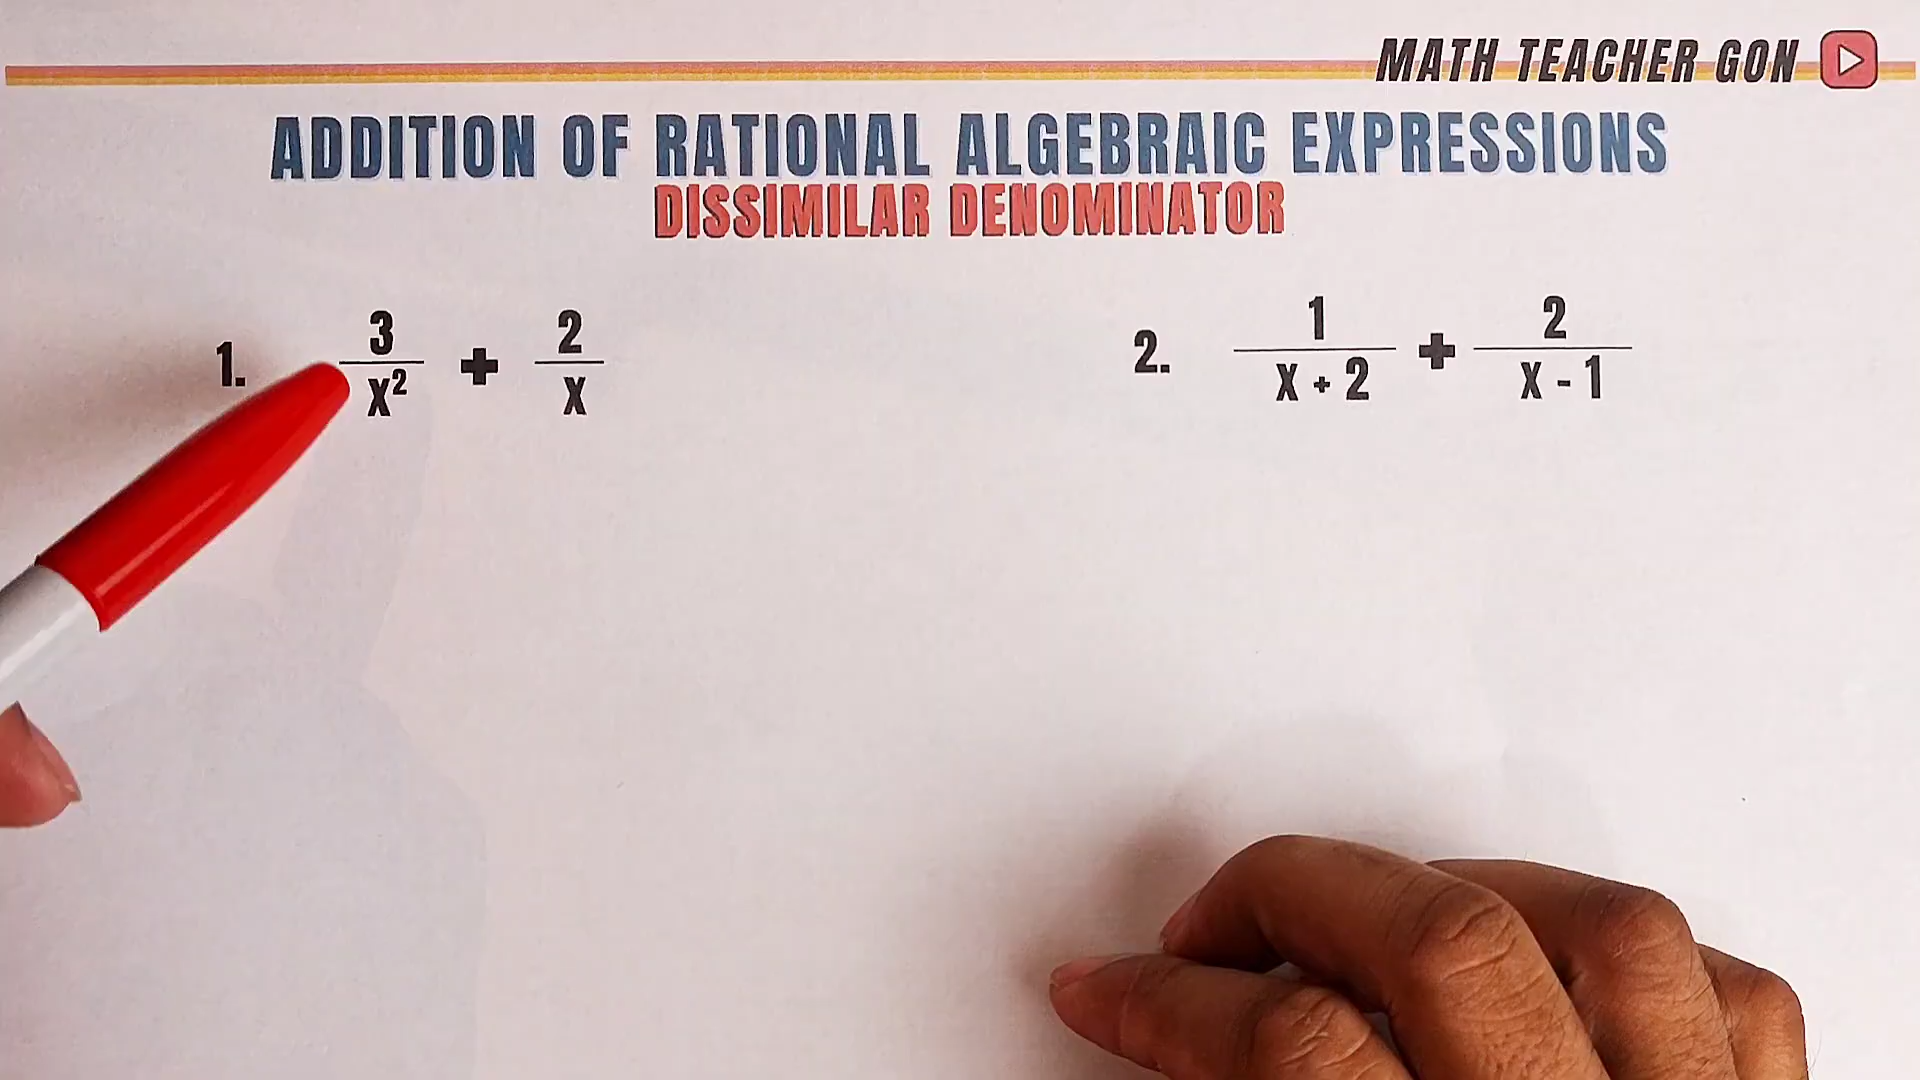 MATH TEACHER GON
ADDITION OF RATIONAL ALGEBRAIC EXPRESSIONS
DISSIMILAR DENOMINATOR
1. 3/x² + 2/x
2. 1/(x + 2) + 2/(x - 1)